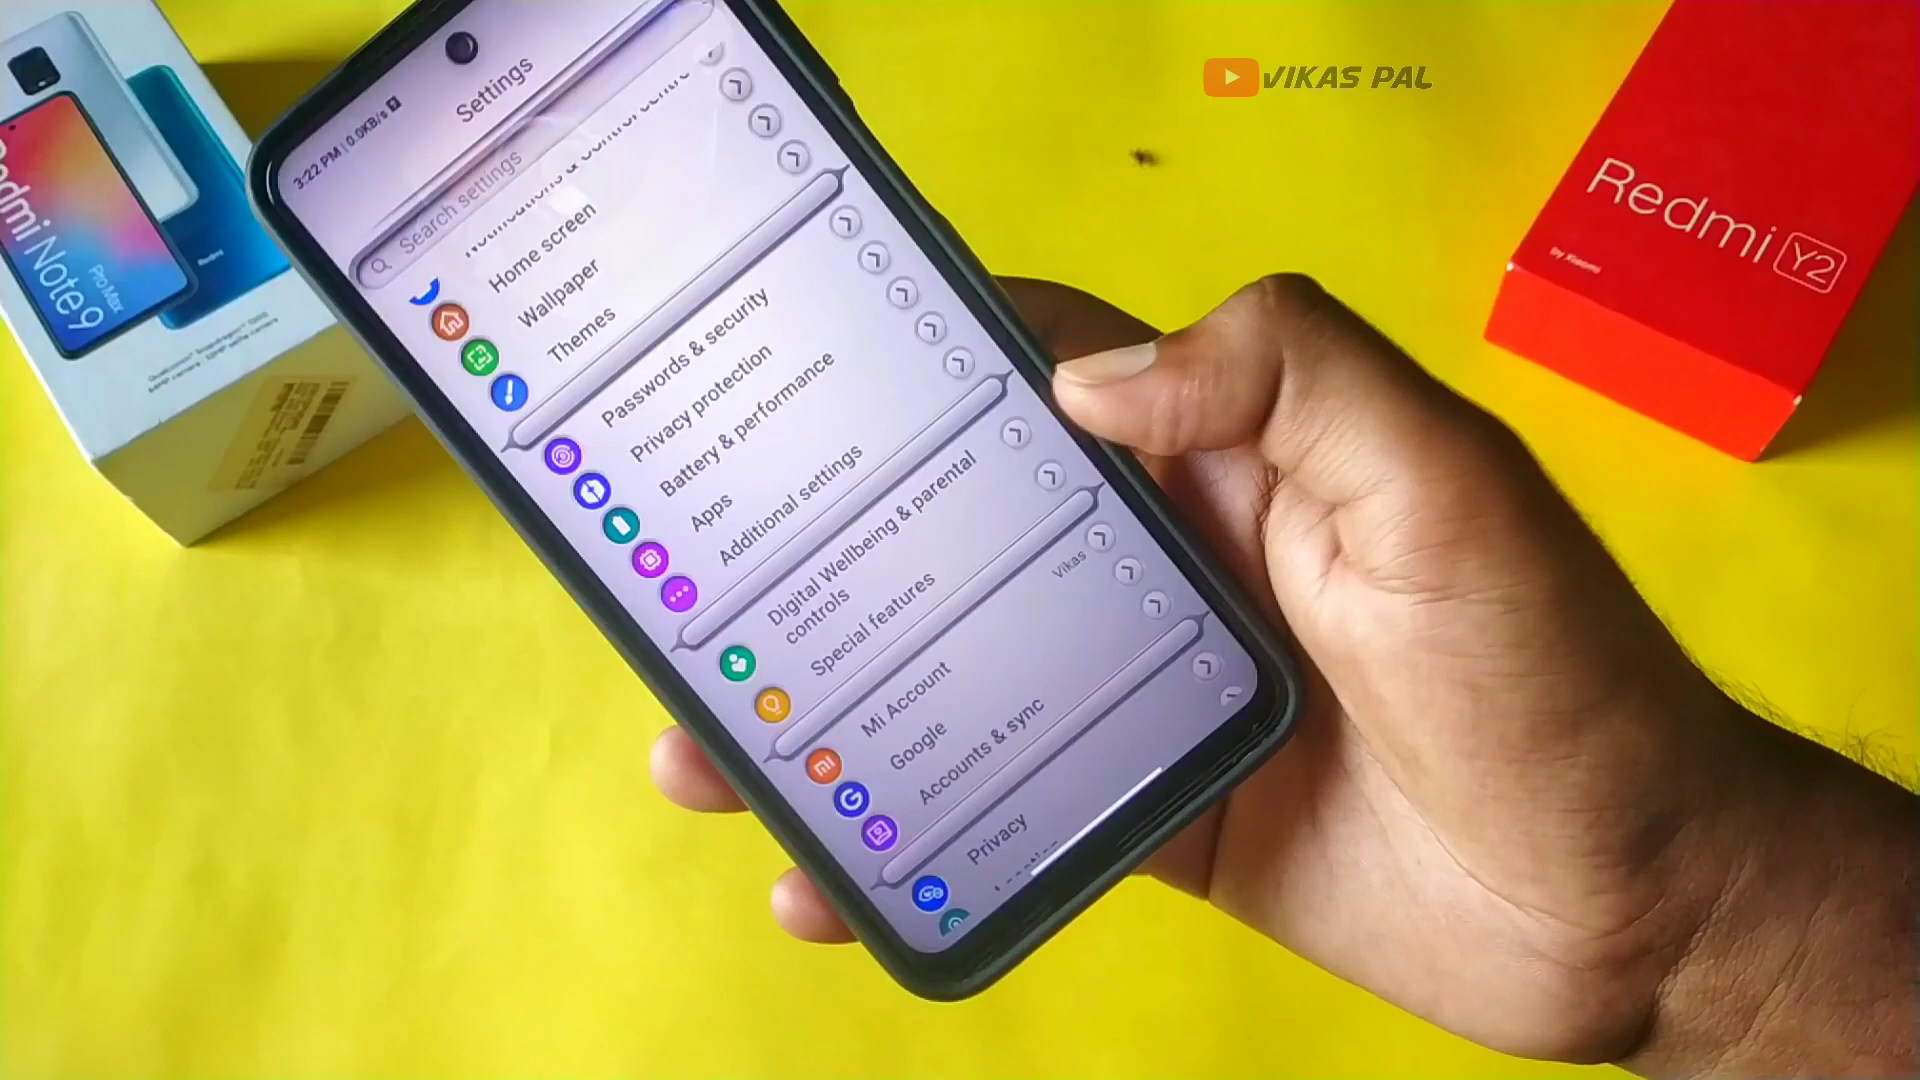 VIKAS PAL
3:22 PM | 0.0KB/s
Settings
Search settings
Home screen
Wallpaper
Themes
Passwords & security
Privacy protection
Battery & performance
Apps
Additional settings
Digital Wellbeing & parental
controls
Special features
Mi Account
Vikas
Google
Accounts & sync
Privacy
Redmi Note 9
Pro Max
Redmi Y2
by Xiaomi